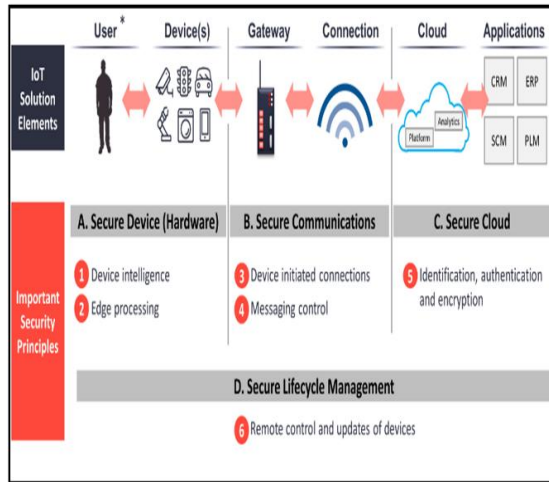 User * Device(s) Gateway Connection Cloud Applications
IoT
Solution
Elements
CRM ERP
Analytics
Platform
SCM PLM
A. Secure Device (Hardware) B. Secure Communications C. Secure Cloud
Important
Security
Principles
1 Device intelligence
2 Edge processing
3 Device initiated connections
4 Messaging control
5 Identification, authentication
and encryption
D. Secure Lifecycle Management
6 Remote control and updates of devices